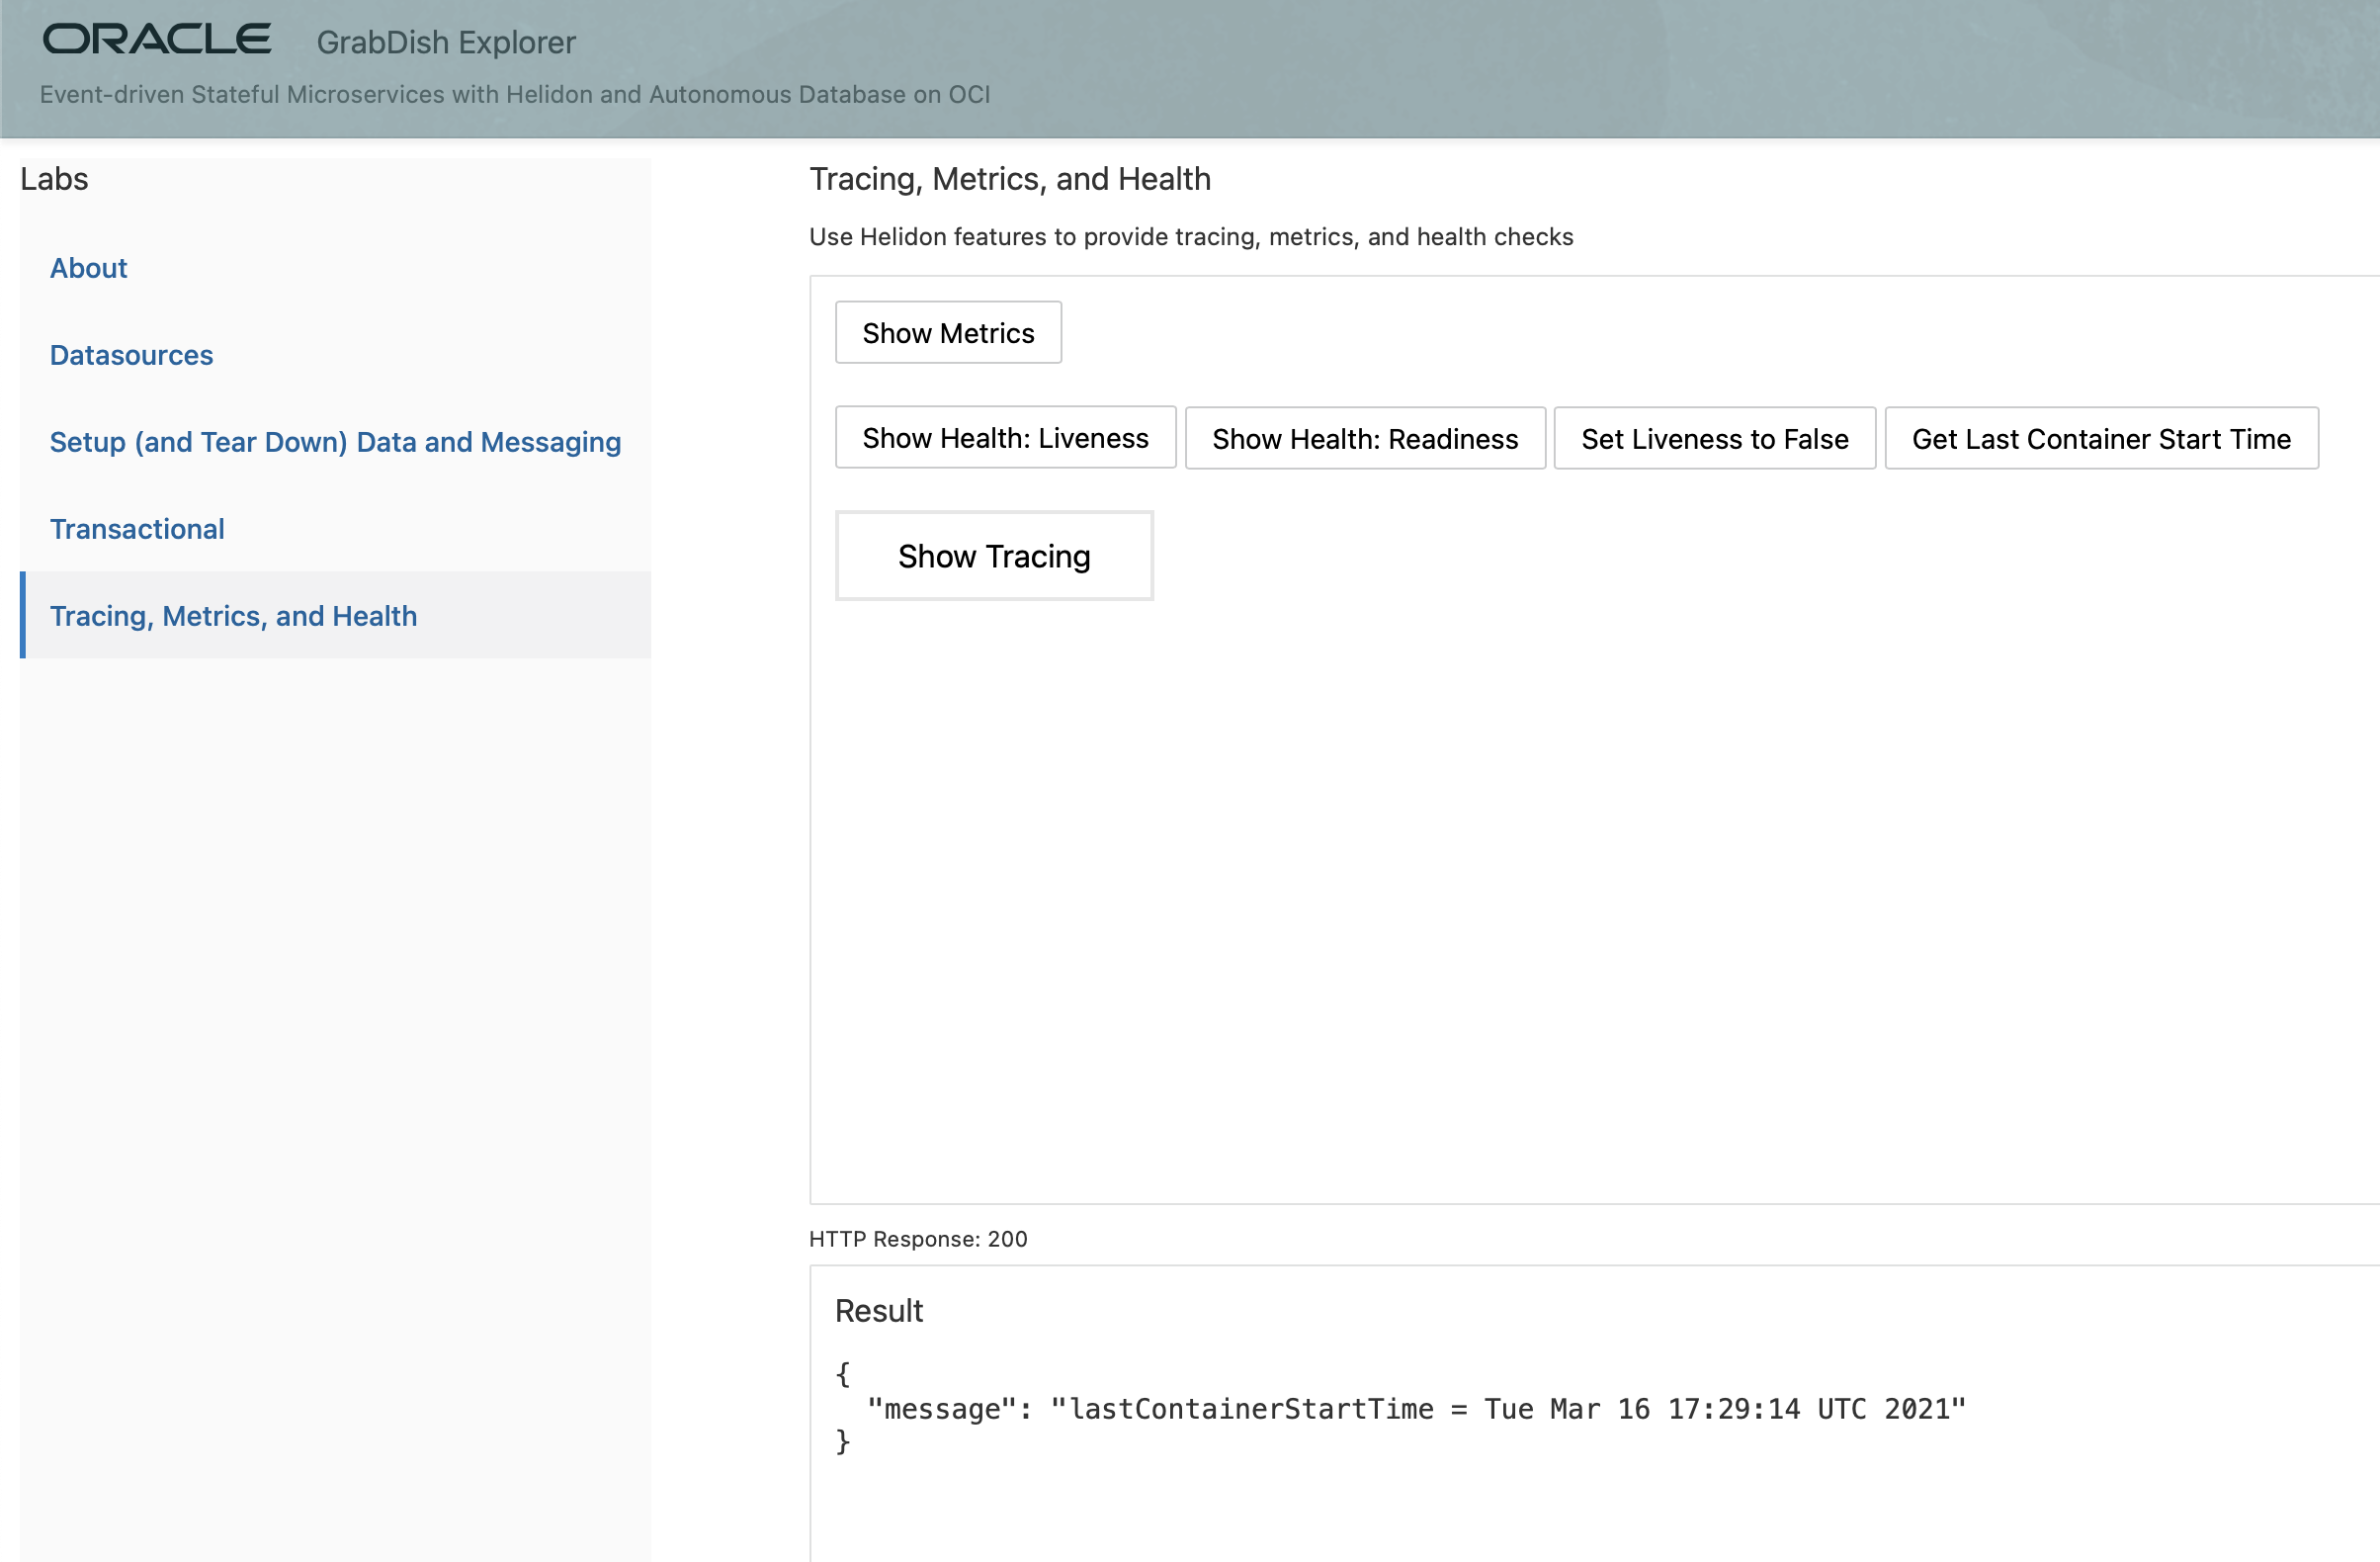 ORACLE GrabDish Explorer
Event-driven Stateful Microservices with Helidon and Autonomous Database on OCI
Labs
About
Datasources
Setup (and Tear Down) Data and Messaging
Transactional
Tracing, Metrics, and Health
Tracing, Metrics, and Health
Use Helidon features to provide tracing, metrics, and health checks
Show Metrics
Show Health: Liveness Show Health: Readiness Set Liveness to False Get Last Container Start Time
Show Tracing
HTTP Response: 200
Result
{
"message": "lastContainerStartTime = Tue Mar 16 17:29:14 UTC 2021"
}